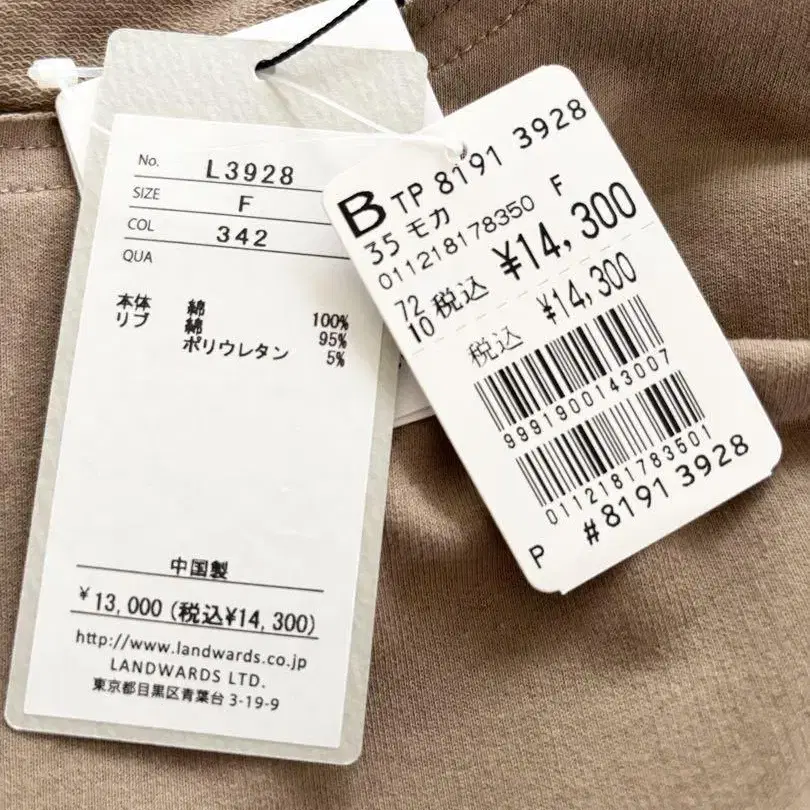 No. L3928
SIZE F
COL 342
QUA
本体 綿 100%
リブ 綿 95%
ポリウレタン 5%
中国製
¥13,000(税込¥14,300)
http://www.landwards.co.jp
LANDWARDS LTD.
東京都目黒区青葉台 3-19-9
B TP 8191 3928
35 モカ
011218178350 F
72 10 税込 ¥14,300
税込 ¥14,300
9991900143007
0112181783501
P #8191 3928